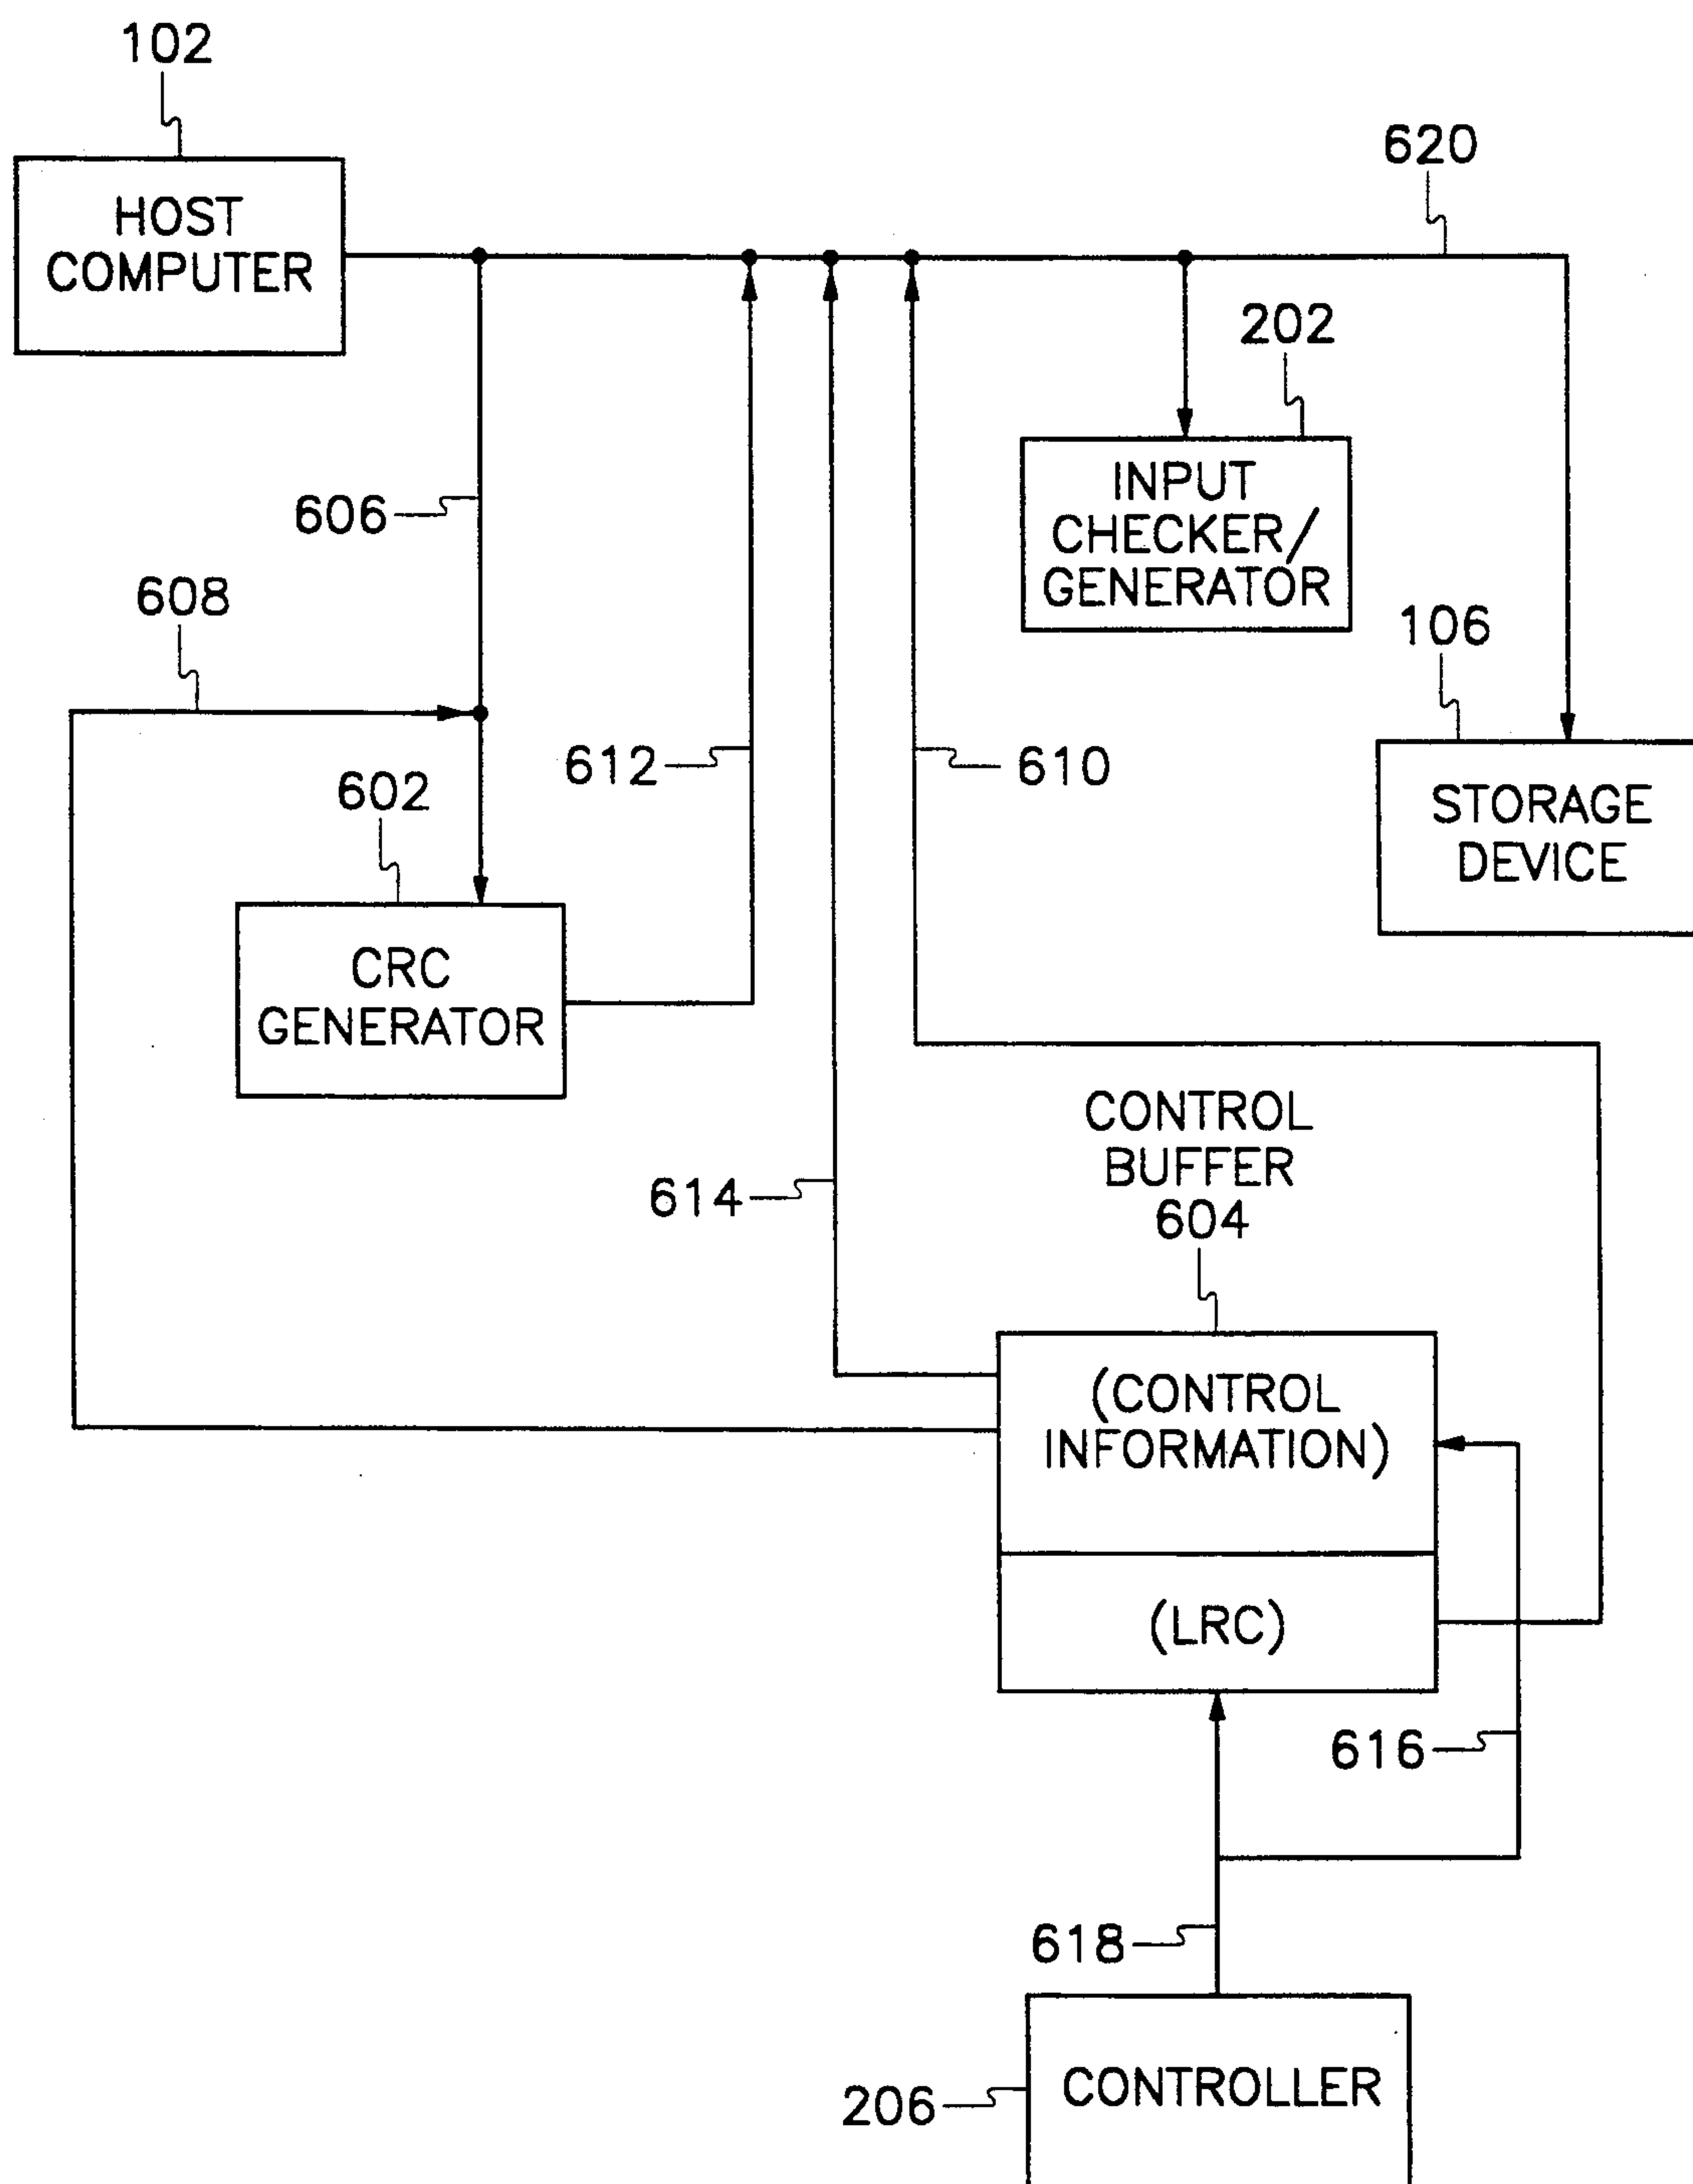 102
HOST
COMPUTER
620
202
INPUT
CHECKER/
GENERATOR
606
608
106
STORAGE
DEVICE
612
610
602
CRC
GENERATOR
CONTROL
BUFFER
604
614
(CONTROL
INFORMATION)
(LRC)
616
618
206
CONTROLLER